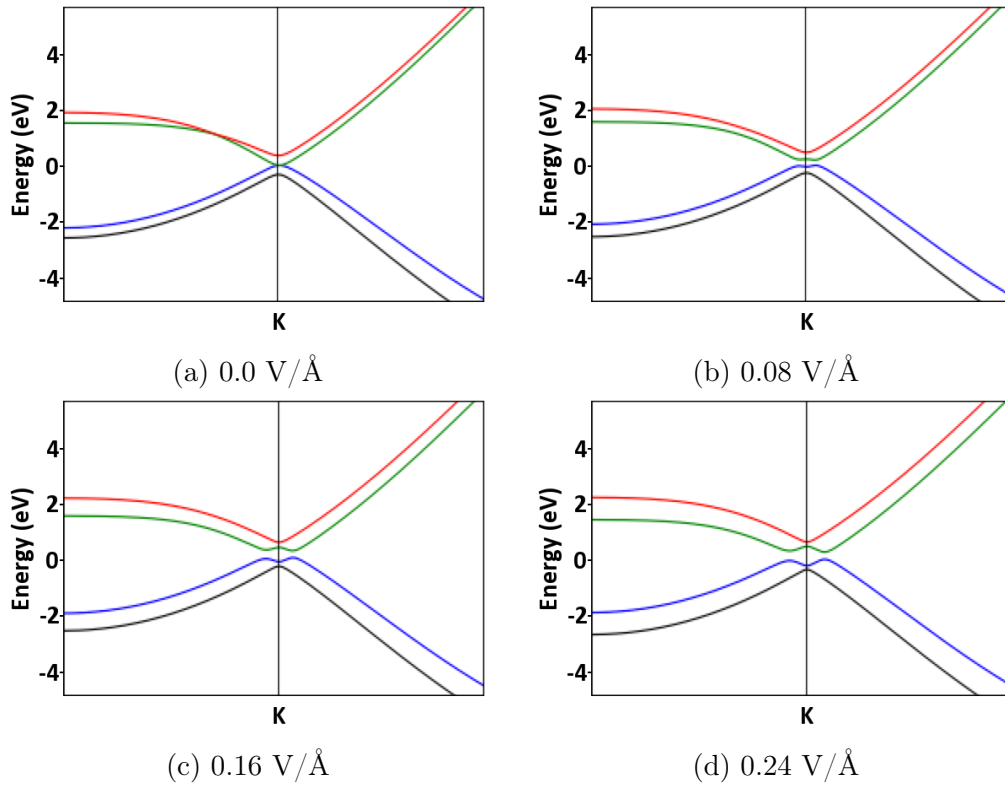 Energy (eV)
4
2
0
-2
-4
K
(a) 0.0 V/Å
Energy (eV)
4
2
0
-2
-4
K
(b) 0.08 V/Å
Energy (eV)
4
2
0
-2
-4
K
(c) 0.16 V/Å
Energy (eV)
4
2
0
-2
-4
K
(d) 0.24 V/Å